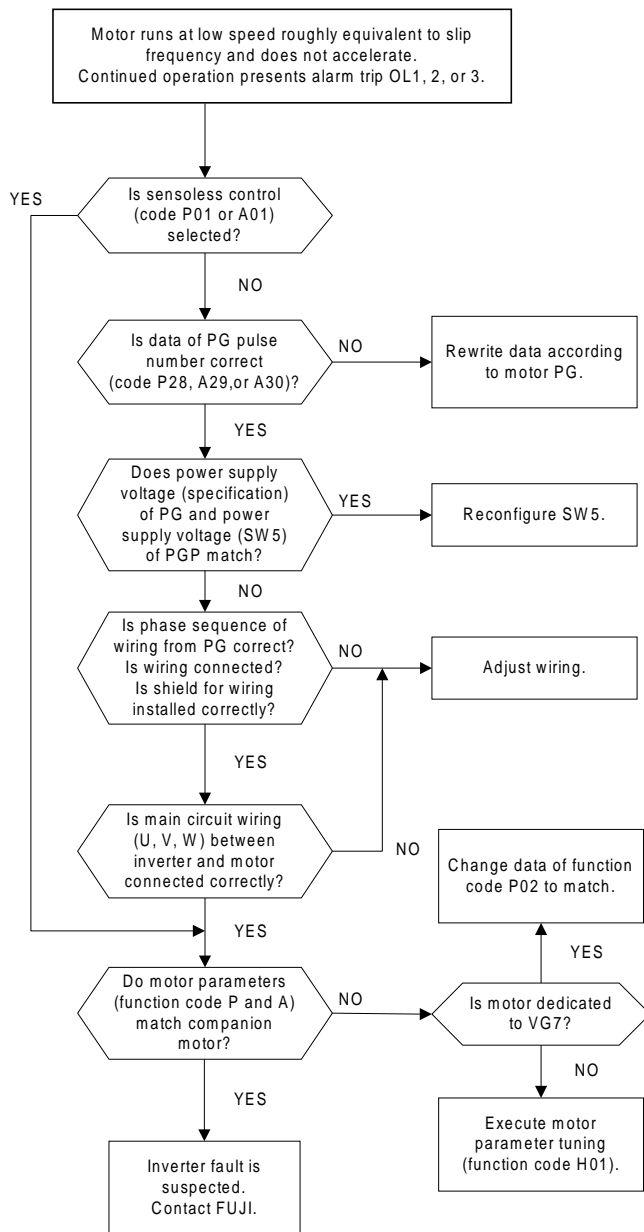 Motor runs at low speed roughly equivalent to slip
frequency and does not accelerate.
Continued operation presents alarm trip OL1, 2, or 3.
YES
Is sensoless control
(code P01 or A01)
selected?
NO
Is data of PG pulse
number correct
(code P28, A29,or A30)?
NO
Rewrite data according
to motor PG.
YES
Does power supply
voltage (specification)
of PG and power
supply voltage (SW5)
of PGP match?
YES
Reconfigure SW5.
NO
Is phase sequence of
wiring from PG correct?
Is wiring connected?
Is shield for wiring
installed correctly?
NO
Adjust wiring.
YES
Is main circuit wiring
(U, V, W) between
inverter and motor
connected correctly?
NO
YES
Change data of function
code P02 to match.
YES
Do motor parameters
(function code P and A)
match companion
motor?
NO
Is motor dedicated
to VG7?
NO
YES
Execute motor
parameter tuning
(function code H01).
Inverter fault is
suspected.
Contact FUJI.